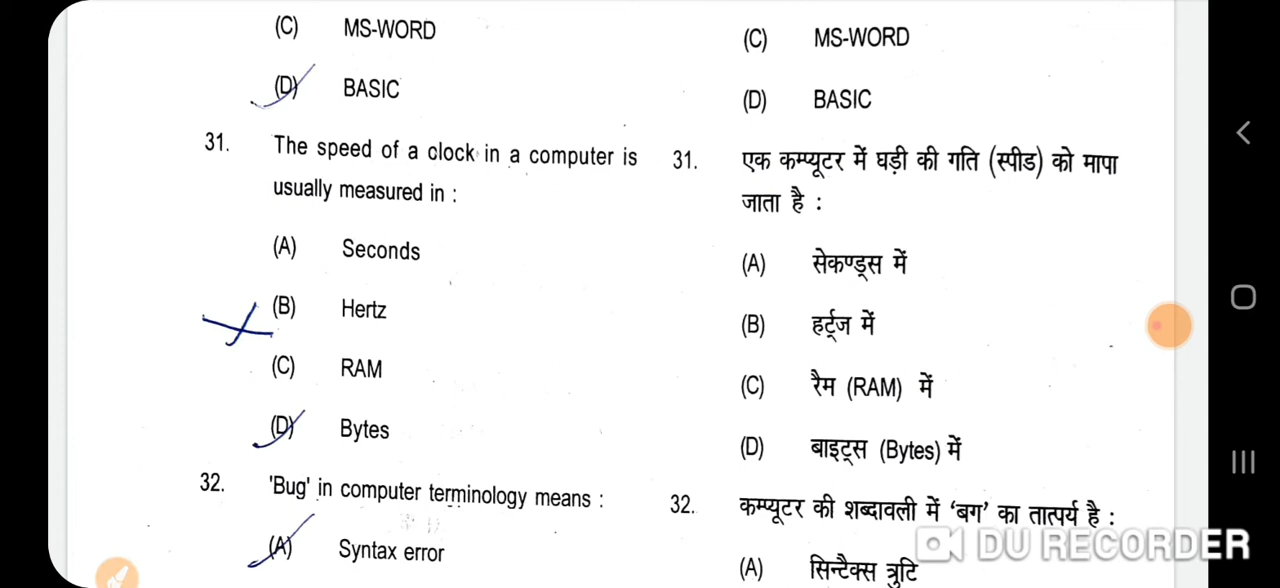 (C) MS-WORD
(D) BASIC
31. The speed of a clock in a computer is
usually measured in :
(A) Seconds
(B) Hertz
(C) RAM
(D) Bytes
32. 'Bug' in computer terminology means :
(A) Syntax error
(C) MS-WORD
(D) BASIC
31. एक कम्प्यूटर में घड़ी की गति (स्पीड) को मापा
जाता है :
(A) सेकण्ड्स में
(B) हर्ट्ज में
(C) रैम (RAM) में
(D) बाइट्स (Bytes) में
32. कम्प्यूटर की शब्दावली में ‘बग’ का तात्पर्य है :
(A) सिन्टैक्स त्रुटि
DU RECORDER